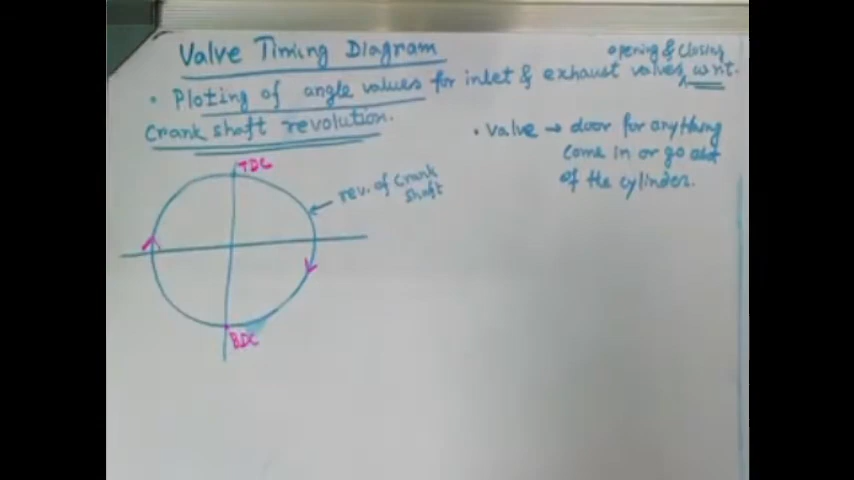 Valve Timing Diagram
opening & closing
• Ploting of angle values for inlet & exhaust valves w.r.t.
crank shaft revolution.
• valve → door for anything
come in or go out
of the cylinder.
TDC
rev. of crank
shaft
BDC